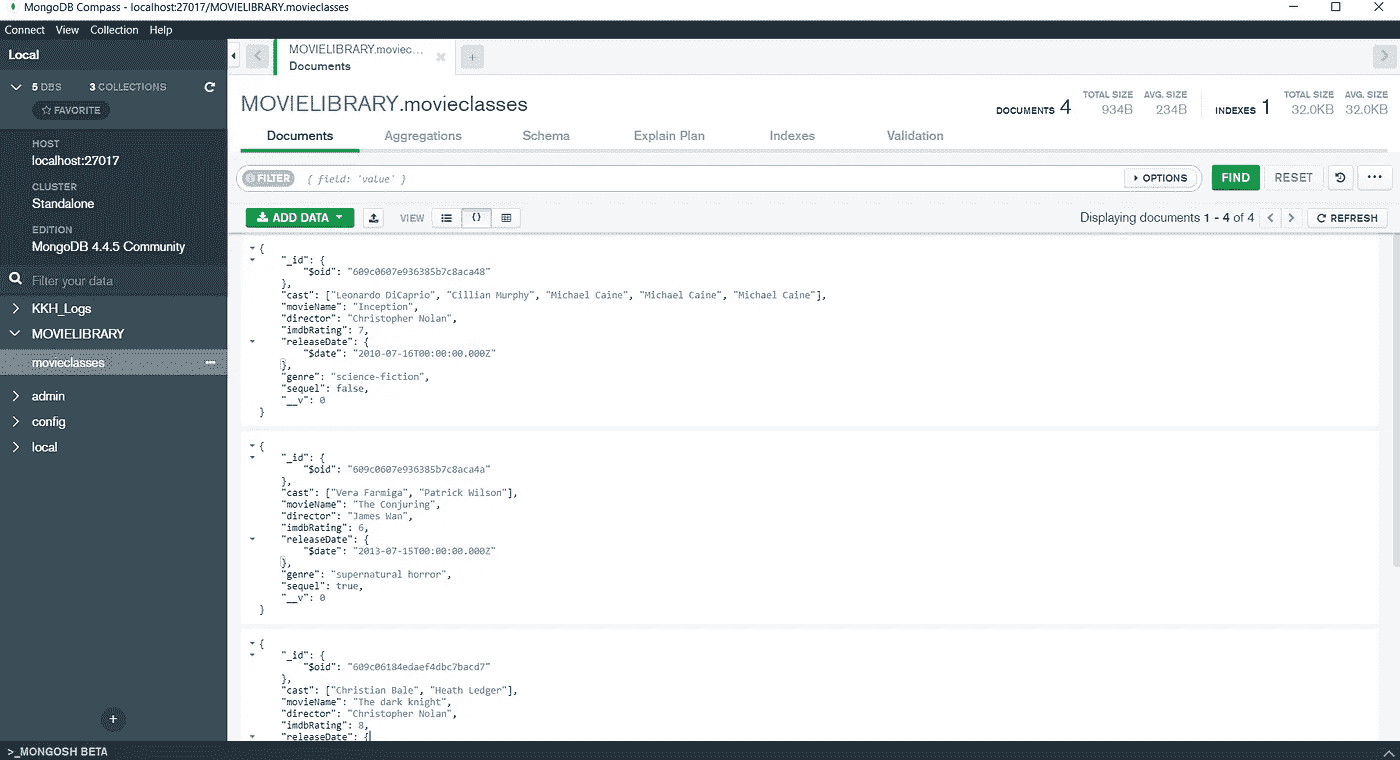 MongoDB Compass - localhost:27017/MOVIELIBRARY.movieclasses
Connect View Collection Help
Local
5 DBS 3 COLLECTIONS
FAVORITE
HOST
localhost:27017
CLUSTER
Standalone
EDITION
MongoDB 4.4.5 Community
Filter your data
KKH_Logs
MOVIELIBRARY
movieclasses
admin
config
local
MOVIELIBRARY.moviec...
Documents
MOVIELIBRARY.movieclasses
DOCUMENTS 4 TOTAL SIZE 934B AVG. SIZE 234B INDEXES 1 TOTAL SIZE 32.0KB AVG. SIZE 32.0KB
Documents Aggregations Schema Explain Plan Indexes Validation
FILTER { field: 'value' } OPTIONS FIND RESET ...
ADD DATA VIEW {} Displaying documents 1 - 4 of 4 < > REFRESH
{
"_id": {
"$oid": "609c0607e936385b7c8aca48"
},
"cast": ["Leonardo DiCaprio", "Cillian Murphy", "Michael Caine", "Michael Caine", "Michael Caine"],
"movieName": "Inception",
"director": "Christopher Nolan",
"imdbRating": 7,
"releaseDate": {
"$date": "2010-07-16T00:00:00.000Z"
},
"genre": "science-fiction",
"sequel": false,
"__v": 0
}
{
"_id": {
"$oid": "609c0607e936385b7c8aca4a"
},
"cast": ["Vera Farmiga", "Patrick Wilson"],
"movieName": "The Conjuring",
"director": "James Wan",
"imdbRating": 6,
"releaseDate": {
"$date": "2013-07-15T00:00:00.000Z"
},
"genre": "supernatural horror",
"sequel": true,
"__v": 0
}
{
"_id": {
"$oid": "609c06184edaef4dbc7bacd7"
},
"cast": ["Christian Bale", "Heath Ledger"],
"movieName": "The dark knight",
"director": "Christopher Nolan",
"imdbRating": 8,
"releaseDate": {
>_MONGOSH BETA